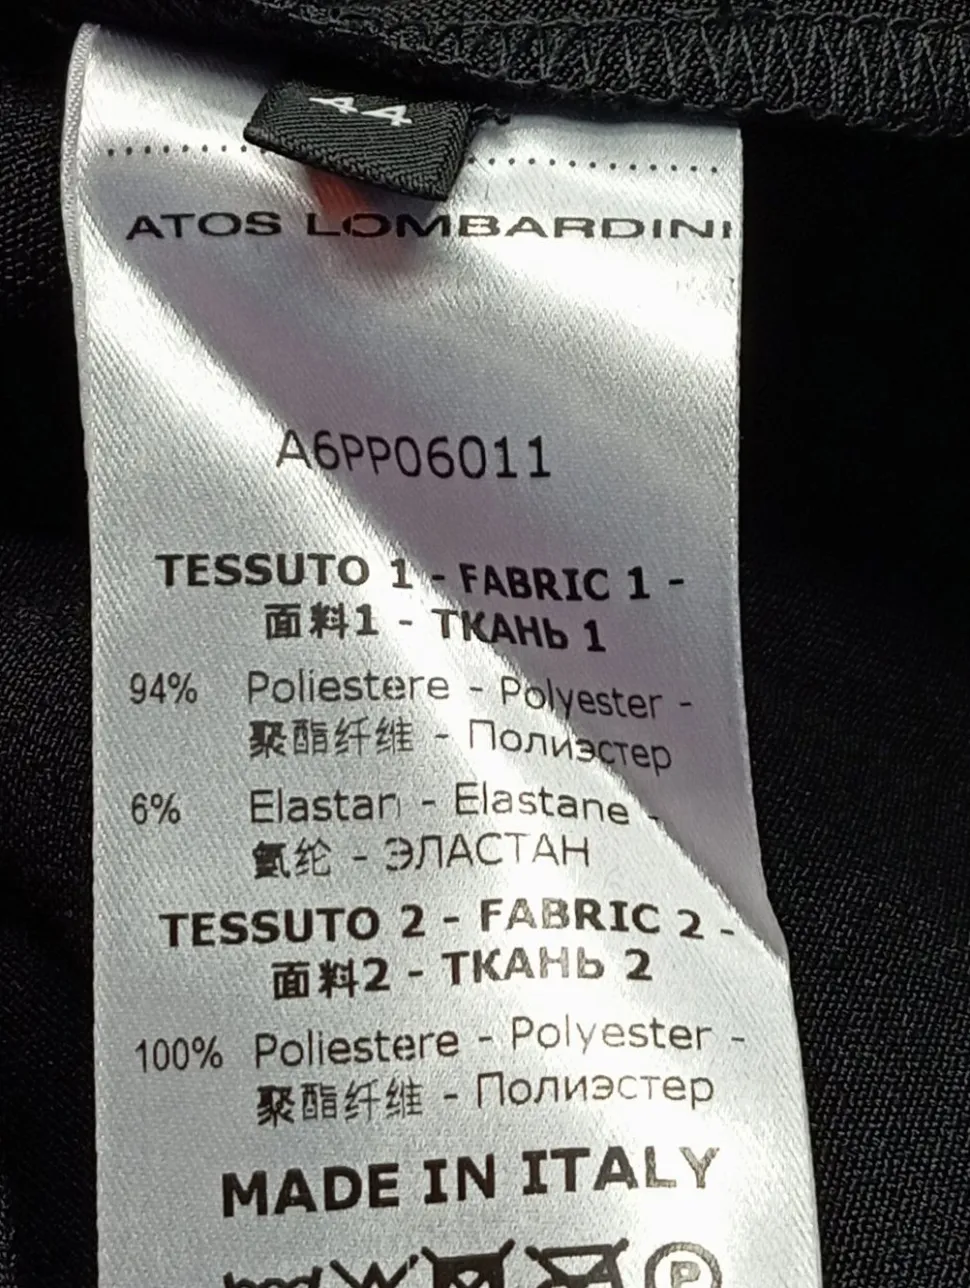 44
ATOS LOMBARDINI
A6PP06011
TESSUTO 1 - FABRIC 1 -
面料1 - ТКАНЬ 1
94% Poliestere - Polyester -
聚酯纤维 - Полиэстер
6% Elastan - Elastane -
氨纶 - ЭЛАСТАН
TESSUTO 2 - FABRIC 2 -
面料2 - ТКАНЬ 2
100% Poliestere - Polyester -
聚酯纤维 - Полиэстер
MADE IN ITALY
P